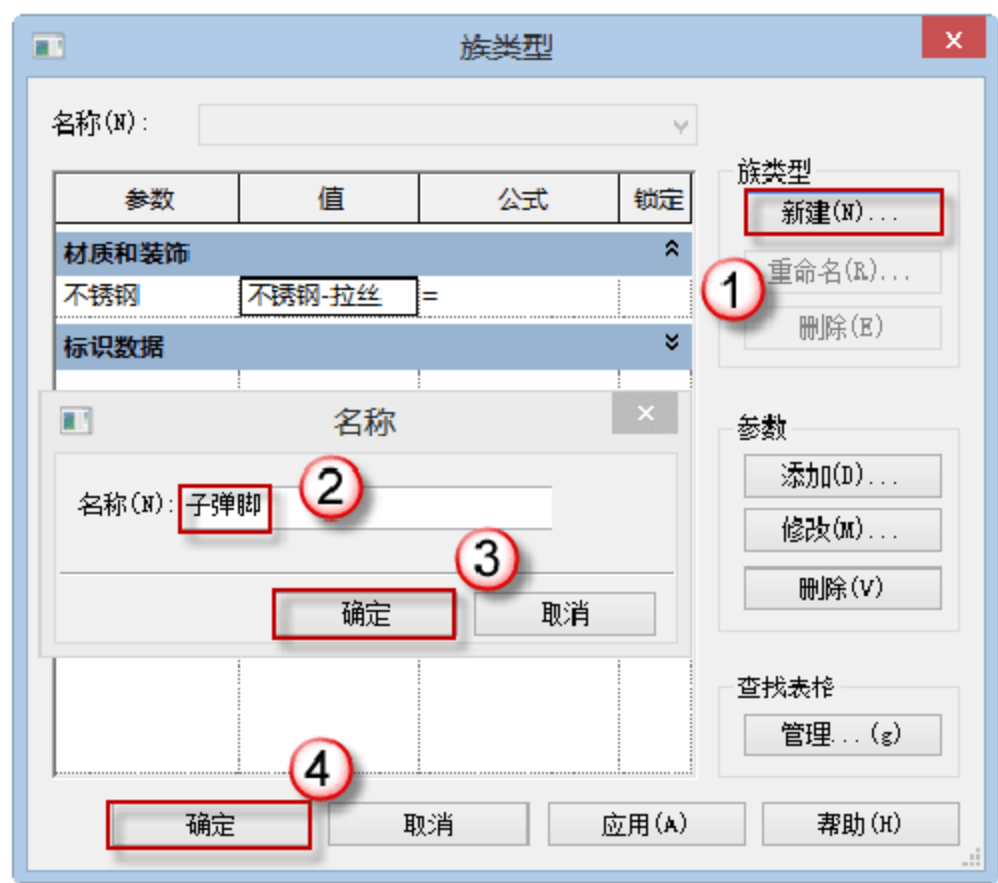 族类型
名称(N):
参数 值 公式 锁定
材质和装饰
不锈钢 不锈钢-拉丝 =
标识数据
族类型
新建(N)...
1
重命名(R)...
删除(E)
名称
名称(N): 子弹脚
2
3
确定 取消
参数
添加(D)...
修改(M)...
删除(V)
查找表格
管理...(g)
4
确定 取消 应用(A) 帮助(H)